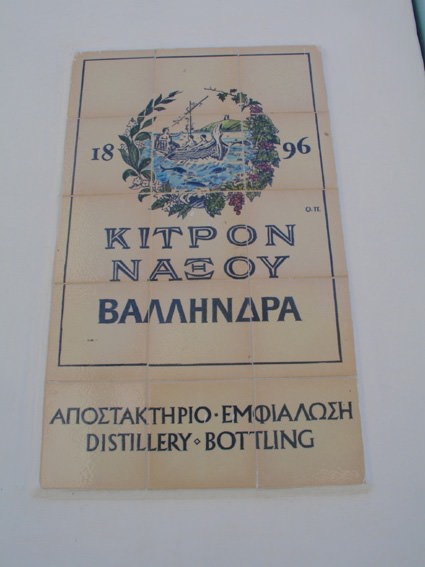 18 96
Ο.Π.
ΚΙΤΡΟΝ
ΝΑΞΟΥ
ΒΑΛΛΗΝΔΡΑ
ΑΠΟΣΤΑΚΤΗΡΙΟ · ΕΜΦΙΑΛΩΣΗ
DISTILLERY ⋄ BOTTLING